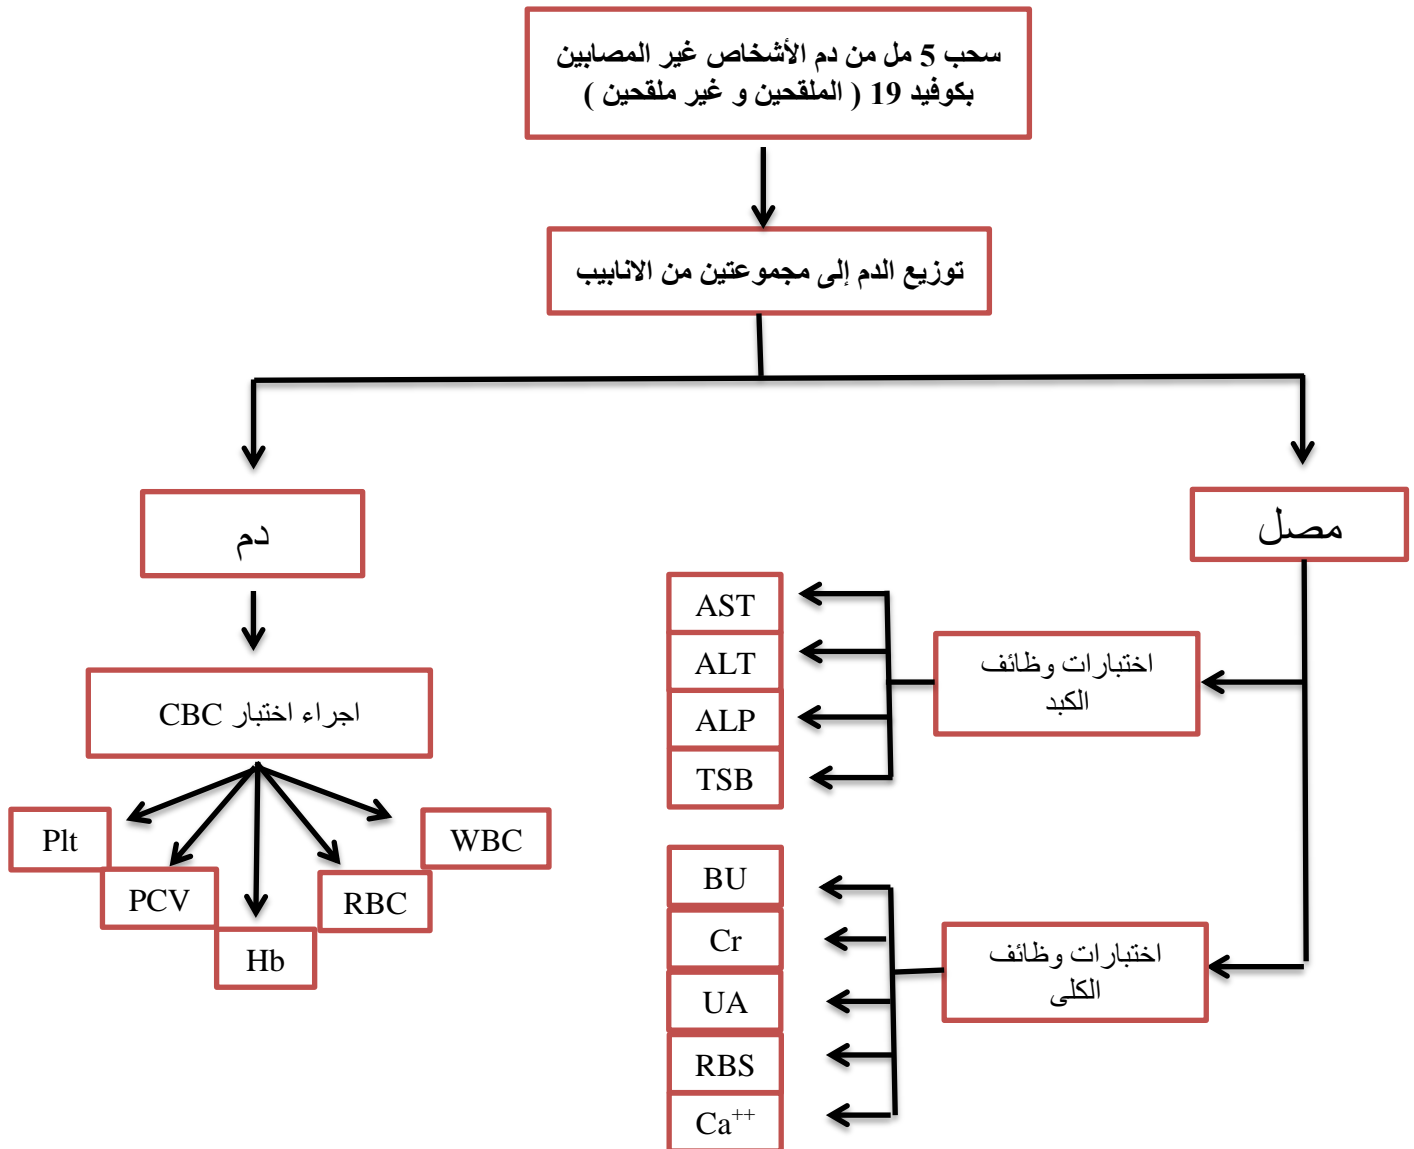 سحب 5 مل من دم الأشخاص غير المصابين
بكوفيد 19 ( الملقحين و غير ملقحين )
توزيع الدم إلى مجموعتين من الانابيب
مصل
دم
اختبارات وظائف
الكبد
AST
ALT
ALP
TSB
اختبارات وظائف
الكلى
BU
Cr
UA
RBS
Ca⁺⁺
اجراء اختبار CBC
WBC
RBC
Hb
PCV
Plt